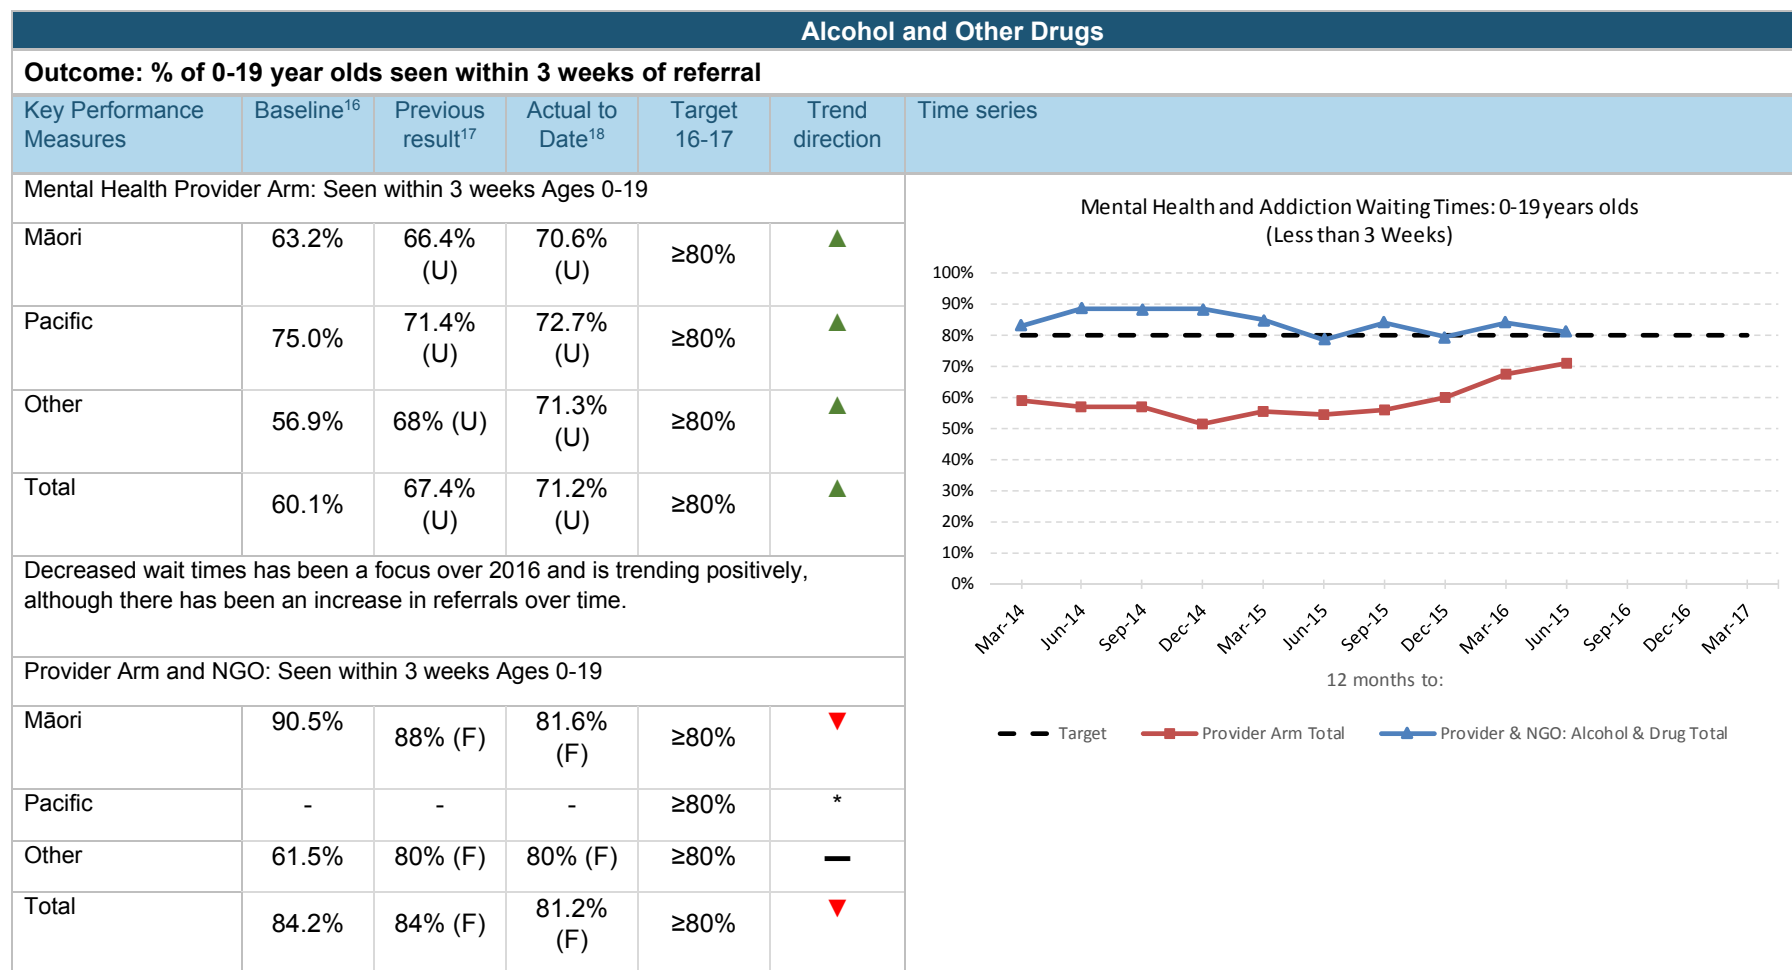 Alcohol and Other Drugs
Outcome: % of 0-19 year olds seen within 3 weeks of referral
Key Performance Measures
Baseline16
Previous result17
Actual to Date18
Target 16-17
Trend direction
Time series
Mental Health Provider Arm: Seen within 3 weeks Ages 0-19
Māori 63.2% 66.4% (U) 70.6% (U) ≥80% ▲
Pacific 75.0% 71.4% (U) 72.7% (U) ≥80% ▲
Other 56.9% 68% (U) 71.3% (U) ≥80% ▲
Total 60.1% 67.4% (U) 71.2% (U) ≥80% ▲
Decreased wait times has been a focus over 2016 and is trending positively,
although there has been an increase in referrals over time.
Provider Arm and NGO: Seen within 3 weeks Ages 0-19
Māori 90.5% 88% (F) 81.6% (F) ≥80% ▼
Pacific - - - ≥80% *
Other 61.5% 80% (F) 80% (F) ≥80% —
Total 84.2% 84% (F) 81.2% (F) ≥80% ▼
Mental Health and Addiction Waiting Times: 0-19 years olds
(Less than 3 Weeks)
100%
90%
80%
70%
60%
50%
40%
30%
20%
10%
0%
Mar-14 Jun-14 Sep-14 Dec-14 Mar-15 Jun-15 Sep-15 Dec-15 Mar-16 Jun-15 Sep-16 Dec-16 Mar-17
12 months to:
Target Provider Arm Total Provider & NGO: Alcohol & Drug Total